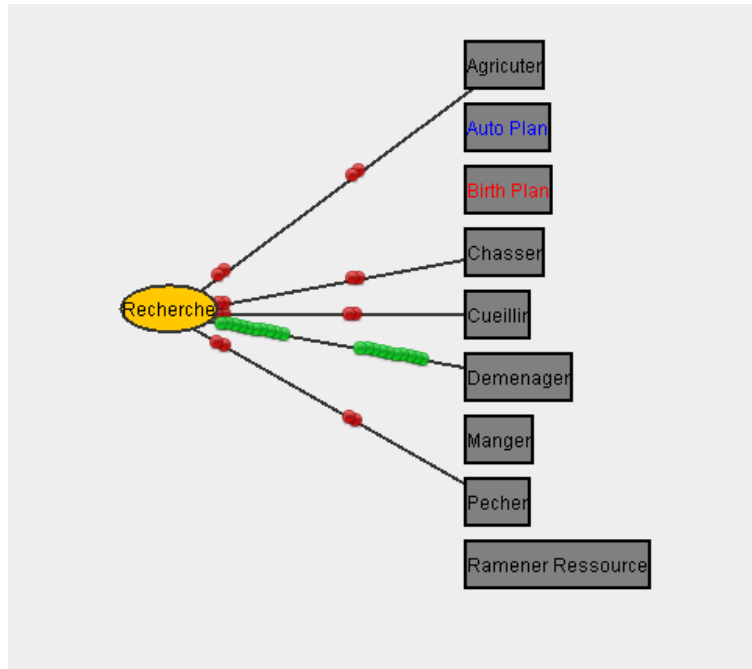 Agricuter
Auto Plan
Birth Plan
Chasser
Recherche
Cueillir
Demenager
Manger
Pecher
Ramener Ressource